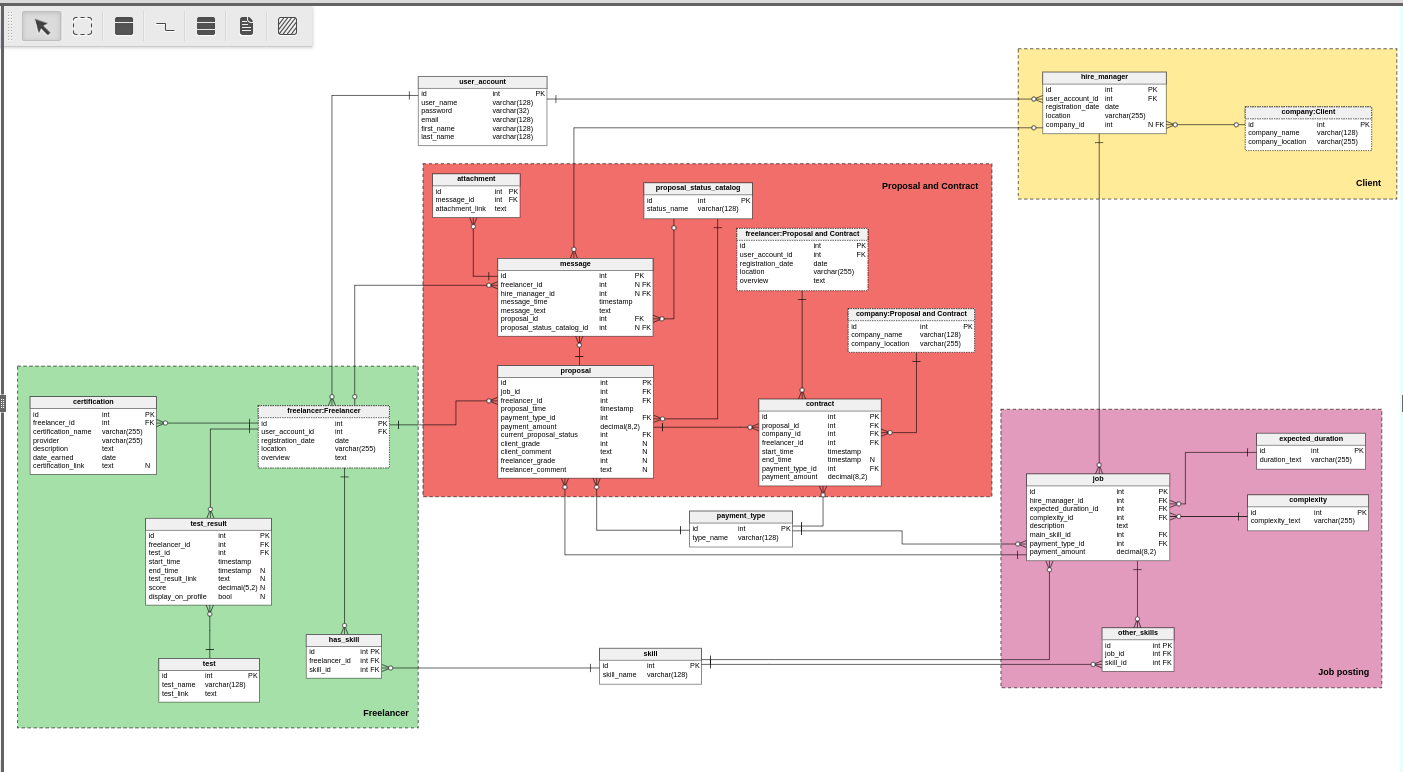 user_account
id int PK
user_name varchar(128)
password varchar(32)
email varchar(128)
first_name varchar(128)
last_name varchar(128)
hire_manager
id int PK
user_account_id int FK
registration_date date
location varchar(255)
company_id int N FK
company:Client
id int PK
company_name varchar(128)
company_location varchar(255)
Client
Proposal and Contract
attachment
id int PK
message_id int FK
attachment_link text
proposal_status_catalog
id int PK
status_name varchar(128)
freelancer:Proposal and Contract
id int PK
user_account_id int FK
registration_date date
location varchar(255)
overview text
message
id int PK
freelancer_id int N FK
hire_manager_id int N FK
message_time timestamp
message_text text
proposal_id int FK
proposal_status_catalog_id int N FK
company:Proposal and Contract
id int PK
company_name varchar(128)
company_location varchar(255)
proposal
id int PK
job_id int FK
freelancer_id int FK
proposal_time timestamp
payment_type_id int FK
payment_amount decimal(8,2)
current_proposal_status int FK
client_grade int N
client_comment text N
freelancer_grade int N
freelancer_comment text N
contract
id int PK
proposal_id int FK
company_id int FK
freelancer_id int FK
start_time timestamp
end_time timestamp N
payment_type_id int FK
payment_amount decimal(8,2)
certification
id int PK
freelancer_id int FK
certification_name varchar(255)
provider varchar(255)
description text
date_earned date
certification_link text N
freelancer:Freelancer
id int PK
user_account_id int FK
registration_date date
location varchar(255)
overview text
test_result
id int PK
freelancer_id int FK
test_id int FK
start_time timestamp
end_time timestamp N
test_result_link text N
score decimal(5,2) N
display_on_profile bool N
test
id int PK
test_name varchar(128)
test_link text
has_skill
id int PK
freelancer_id int FK
skill_id int FK
Freelancer
payment_type
id int PK
type_name varchar(128)
skill
id int PK
skill_name varchar(128)
expected_duration
id int PK
duration_text varchar(255)
job
id int PK
hire_manager_id int FK
expected_duration_id int FK
complexity_id int FK
description text
main_skill_id int FK
payment_type_id int FK
payment_amount decimal(8,2)
complexity
id int PK
complexity_text varchar(255)
other_skills
id int PK
job_id int FK
skill_id int FK
Job posting